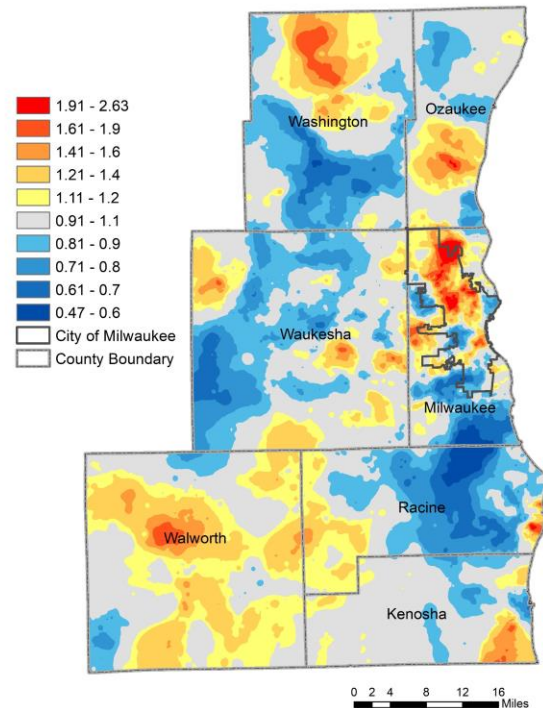 1.91 - 2.63
1.61 - 1.9
1.41 - 1.6
1.21 - 1.4
1.11 - 1.2
0.91 - 1.1
0.81 - 0.9
0.71 - 0.8
0.61 - 0.7
0.47 - 0.6
City of Milwaukee
County Boundary
Ozaukee
Washington
Waukesha
Milwaukee
Racine
Walworth
Kenosha
0 2 4 8 12 16
Miles